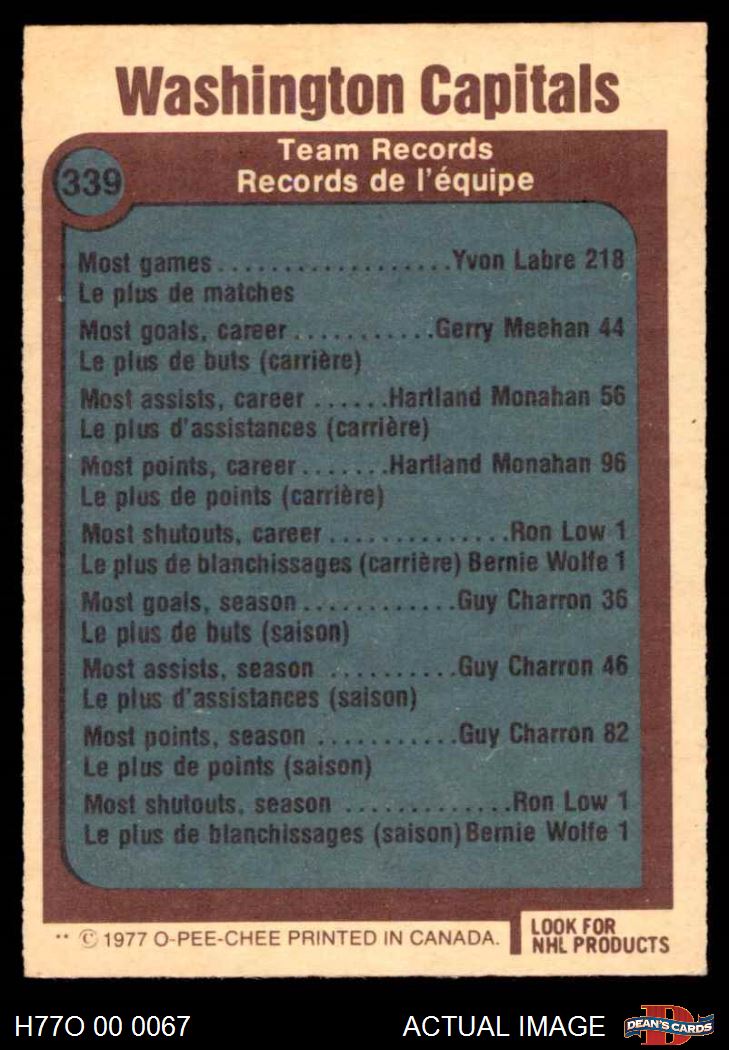 Washington Capitals
Team Records
339
Records de l'équipe
Most games....................Yvon Labre 218
Le plus de matches
Most goals, career............Gerry Meehan 44
Le plus de buts (carrière)
Most assists, career ......Hartland Monahan 56
Le plus d'assistances (carrière)
Most points, career.......Hartland Monahan 96
Le plus de points (carrière)
Most shutouts, career..............Ron Low 1
Le plus de blanchissages (carrière) Bernie Wolfe 1
Most goals, season............Guy Charron 36
Le plus de buts (saison)
Most assists, season ..........Guy Charron 46
Le plus d'assistances (saison)
Most points, season ...........Guy Charron 82
Le plus de points (saison)
Most shutouts, season .............Ron Low 1
Le plus de blanchissages (saison) Bernie Wolfe 1
** © 1977 O-PEE-CHEE PRINTED IN CANADA.
LOOK FOR
NHL PRODUCTS
H77O 00 0067
ACTUAL IMAGE
D
DEAN'S CARDS